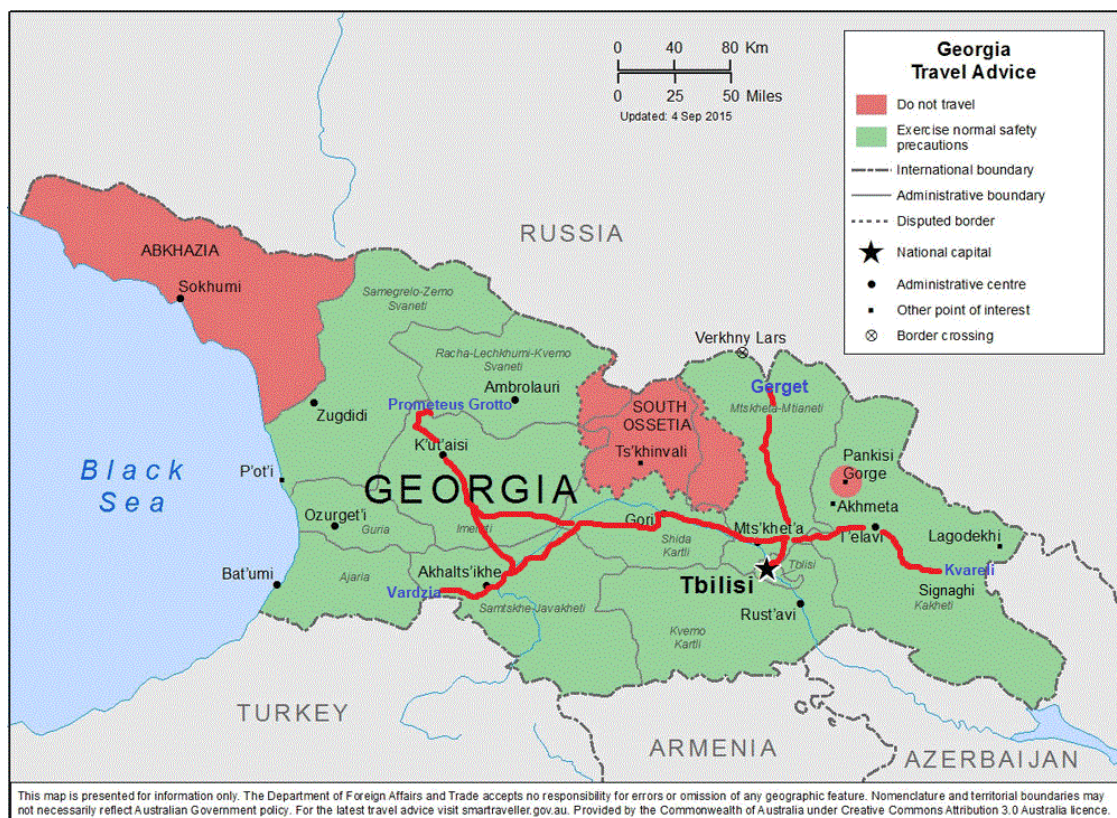 0 40 80 Km
0 25 50 Miles
Updated: 4 Sep 2015
Georgia
Travel Advice
Do not travel
Exercise normal safety
precautions
International boundary
Administrative boundary
Disputed border
National capital
Administrative centre
Other point of interest
Border crossing
RUSSIA
ABKHAZIA
Sokhumi
Samegrelo-Zemo
Svaneti
Racha-Lechkhumi-Kvemo
Svaneti
Ambrolauri
Verkhny Lars
Gerget
Mtskheta-Mtianeti
Zugdidi
Prometeus Grotto
SOUTH
OSSETIA
Ts'khinvali
K'ut'aisi
Pankisi
Gorge
Akhmeta
Black
Sea
P'ot'i
GEORGIA
Ozurget'i
Guria
Imereti
Gori
Shida
Kartli
Mts'khet'a
T'elavi
Lagodekhi
Bat'umi
Ajaria
Akhalts'ikhe
Vardzia
Samtskhe-Javakheti
Tbilisi
Tbilisi
Kvareli
Signaghi
Kakheti
Rust'avi
Kvemo
Kartli
TURKEY
ARMENIA
AZERBAIJAN
This map is presented for information only. The Department of Foreign Affairs and Trade accepts no responsibility for errors or omission of any geographic feature. Nomenclature and territorial boundaries may
not necessarily reflect Australian Government policy. For the latest travel advice visit smartraveller.gov.au. Provided by the Commonwealth of Australia under Creative Commons Attribution 3.0 Australia licence.